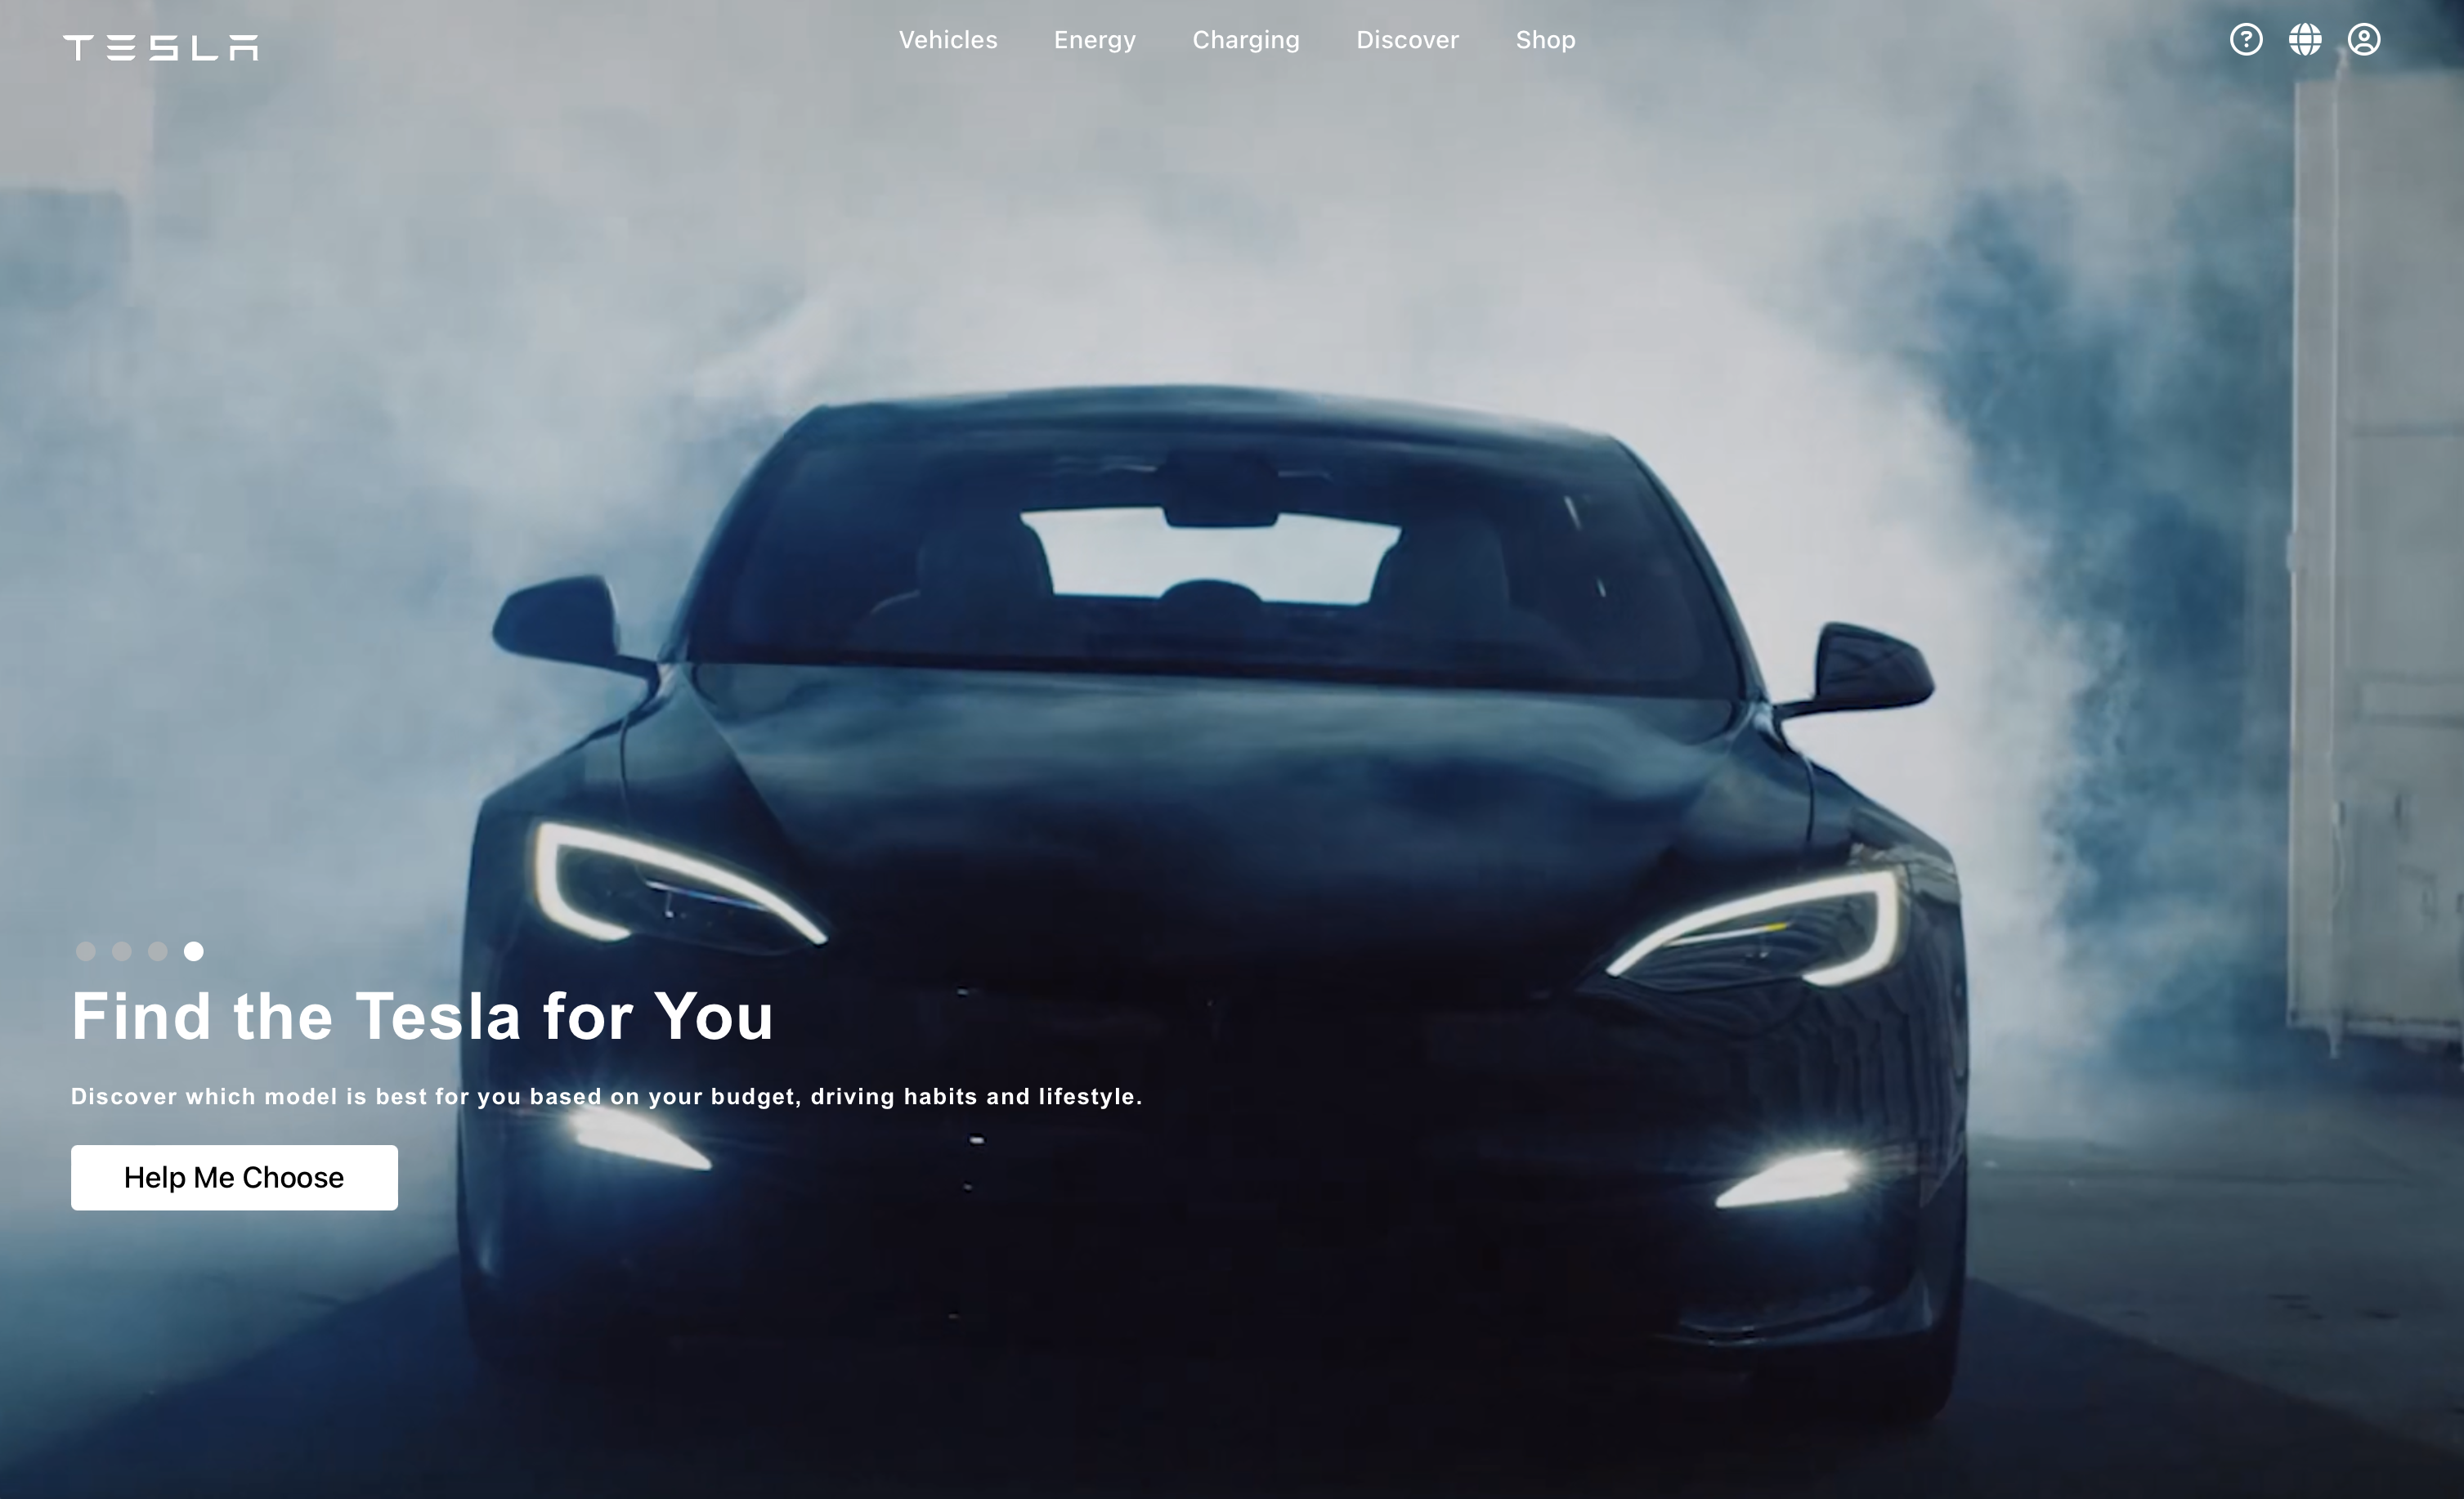 TESLA
Vehicles Energy Charging Discover Shop
Find the Tesla for You
Discover which model is best for you based on your budget, driving habits and lifestyle.
Help Me Choose